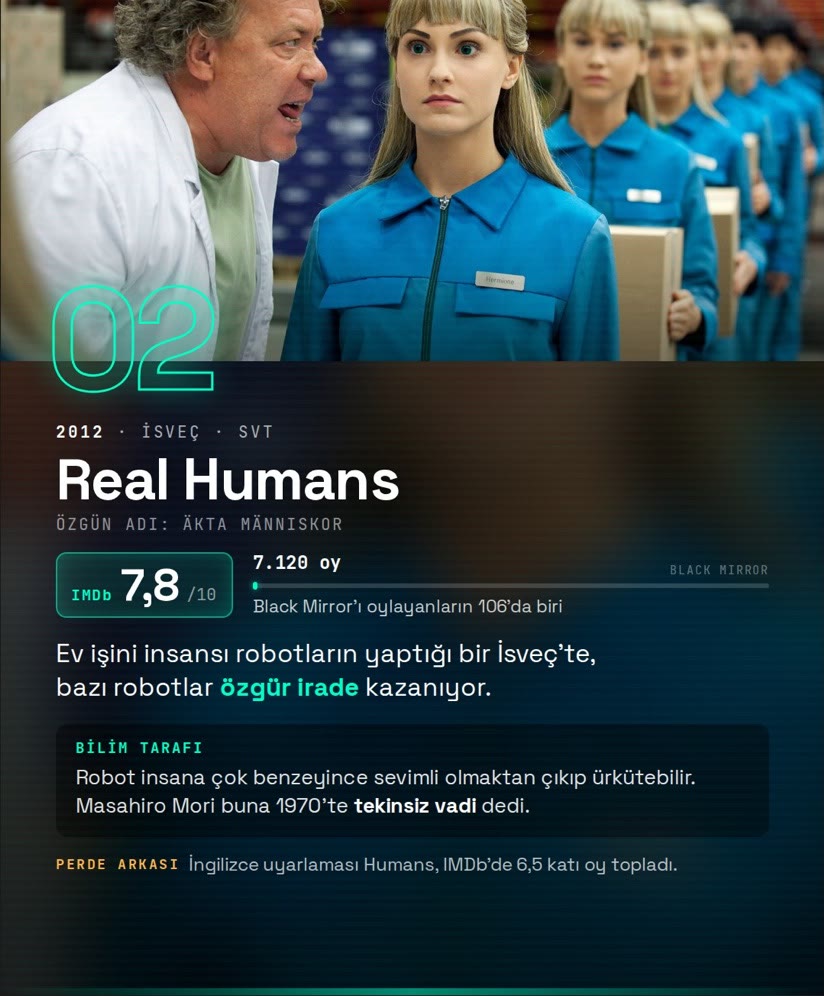 Hermine
02
2012 · İSVEÇ · SVT
Real Humans
ÖZGÜN ADI: ÄKTA MÄNNISKOR
IMDb 7,8 /10
7.120 oy
BLACK MIRROR
Black Mirror’ı oylayanların 106’da biri
Ev işini insansı robotların yaptığı bir İsveç’te,
bazı robotlar özgür irade kazanıyor.
BİLİM TARAFI
Robot insana çok benzeyince sevimli olmaktan çıkıp ürkütebilir.
Masahiro Mori buna 1970’te tekinsiz vadi dedi.
PERDE ARKASI İngilizce uyarlaması Humans, IMDb’de 6,5 katı oy topladı.